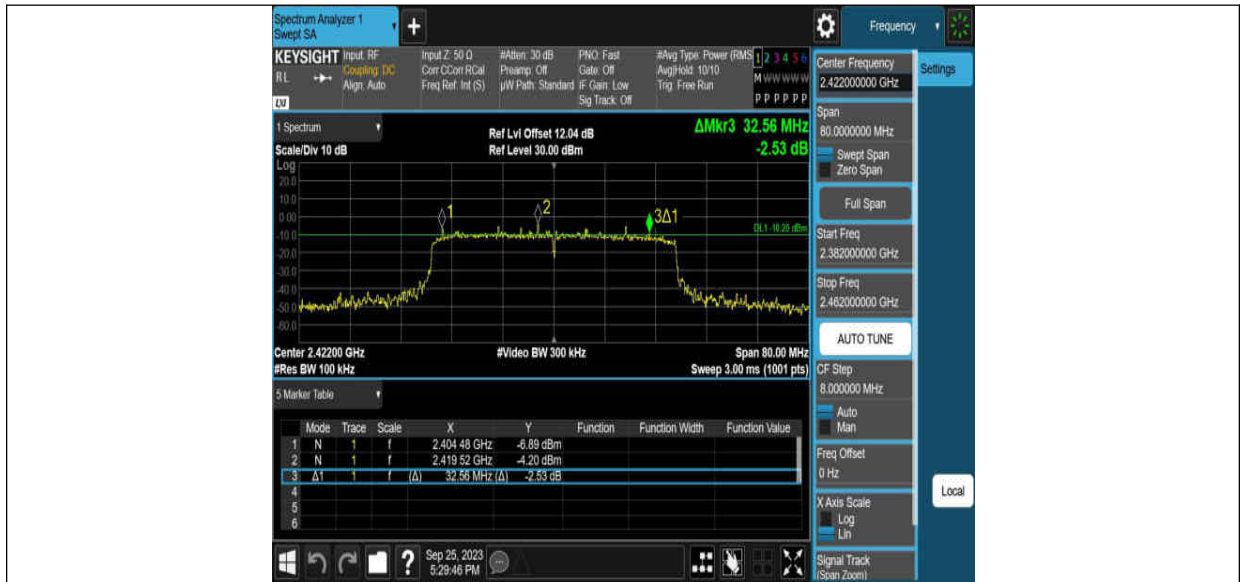 Spectrum Analyzer 1
Swept SA
+
Frequency
KEYSIGHT
RL
LXI
Input: RF
Coupling: DC
Align: Auto
Input Z: 50 Ω
Corr CCorr RCal
Freq Ref: Int (S)
#Atten: 30 dB
Preamp: Off
µW Path: Standard
PNO: Fast
Gate: Off
IF Gain: Low
Sig Track: Off
#Avg Type: Power (RMS
Avg|Hold: 10/10
Trig: Free Run
1 2 3 4 5 6
M W W W W W
P P P P P P
1 Spectrum
Scale/Div 10 dB
Ref Lvl Offset 12.04 dB
Ref Level 30.00 dBm
ΔMkr3 32.56 MHz
-2.53 dB
Log
20.0
10.0
0.00
-10.0
-20.0
-30.0
-40.0
-50.0
-60.0
1
2
3Δ1
DL1 -10.20 dBm
Center 2.42200 GHz
#Video BW 300 kHz
Span 80.00 MHz
#Res BW 100 kHz
Sweep 3.00 ms (1001 pts)
5 Marker Table
Mode Trace Scale X Y Function Function Width Function Value
1 N 1 f 2.404 48 GHz -6.89 dBm
2 N 1 f 2.419 52 GHz -4.20 dBm
3 Δ1 1 f (Δ) 32.56 MHz (Δ) -2.53 dB
4
5
6
Sep 25, 2023
5:29:46 PM
Center Frequency
2.422000000 GHz
Span
80.0000000 MHz
Swept Span
Zero Span
Full Span
Start Freq
2.382000000 GHz
Stop Freq
2.462000000 GHz
AUTO TUNE
CF Step
8.000000 MHz
Auto
Man
Freq Offset
0 Hz
X Axis Scale
Log
Lin
Signal Track
(Span Zoom)
Settings
Local